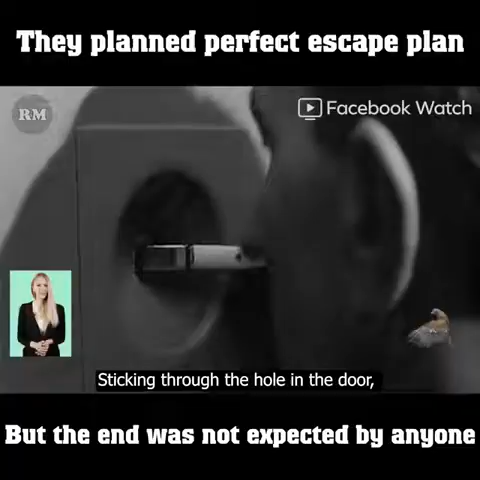 They planned perfect escape plan
RM
Facebook Watch
Sticking through the hole in the door,
But the end was not expected by anyone